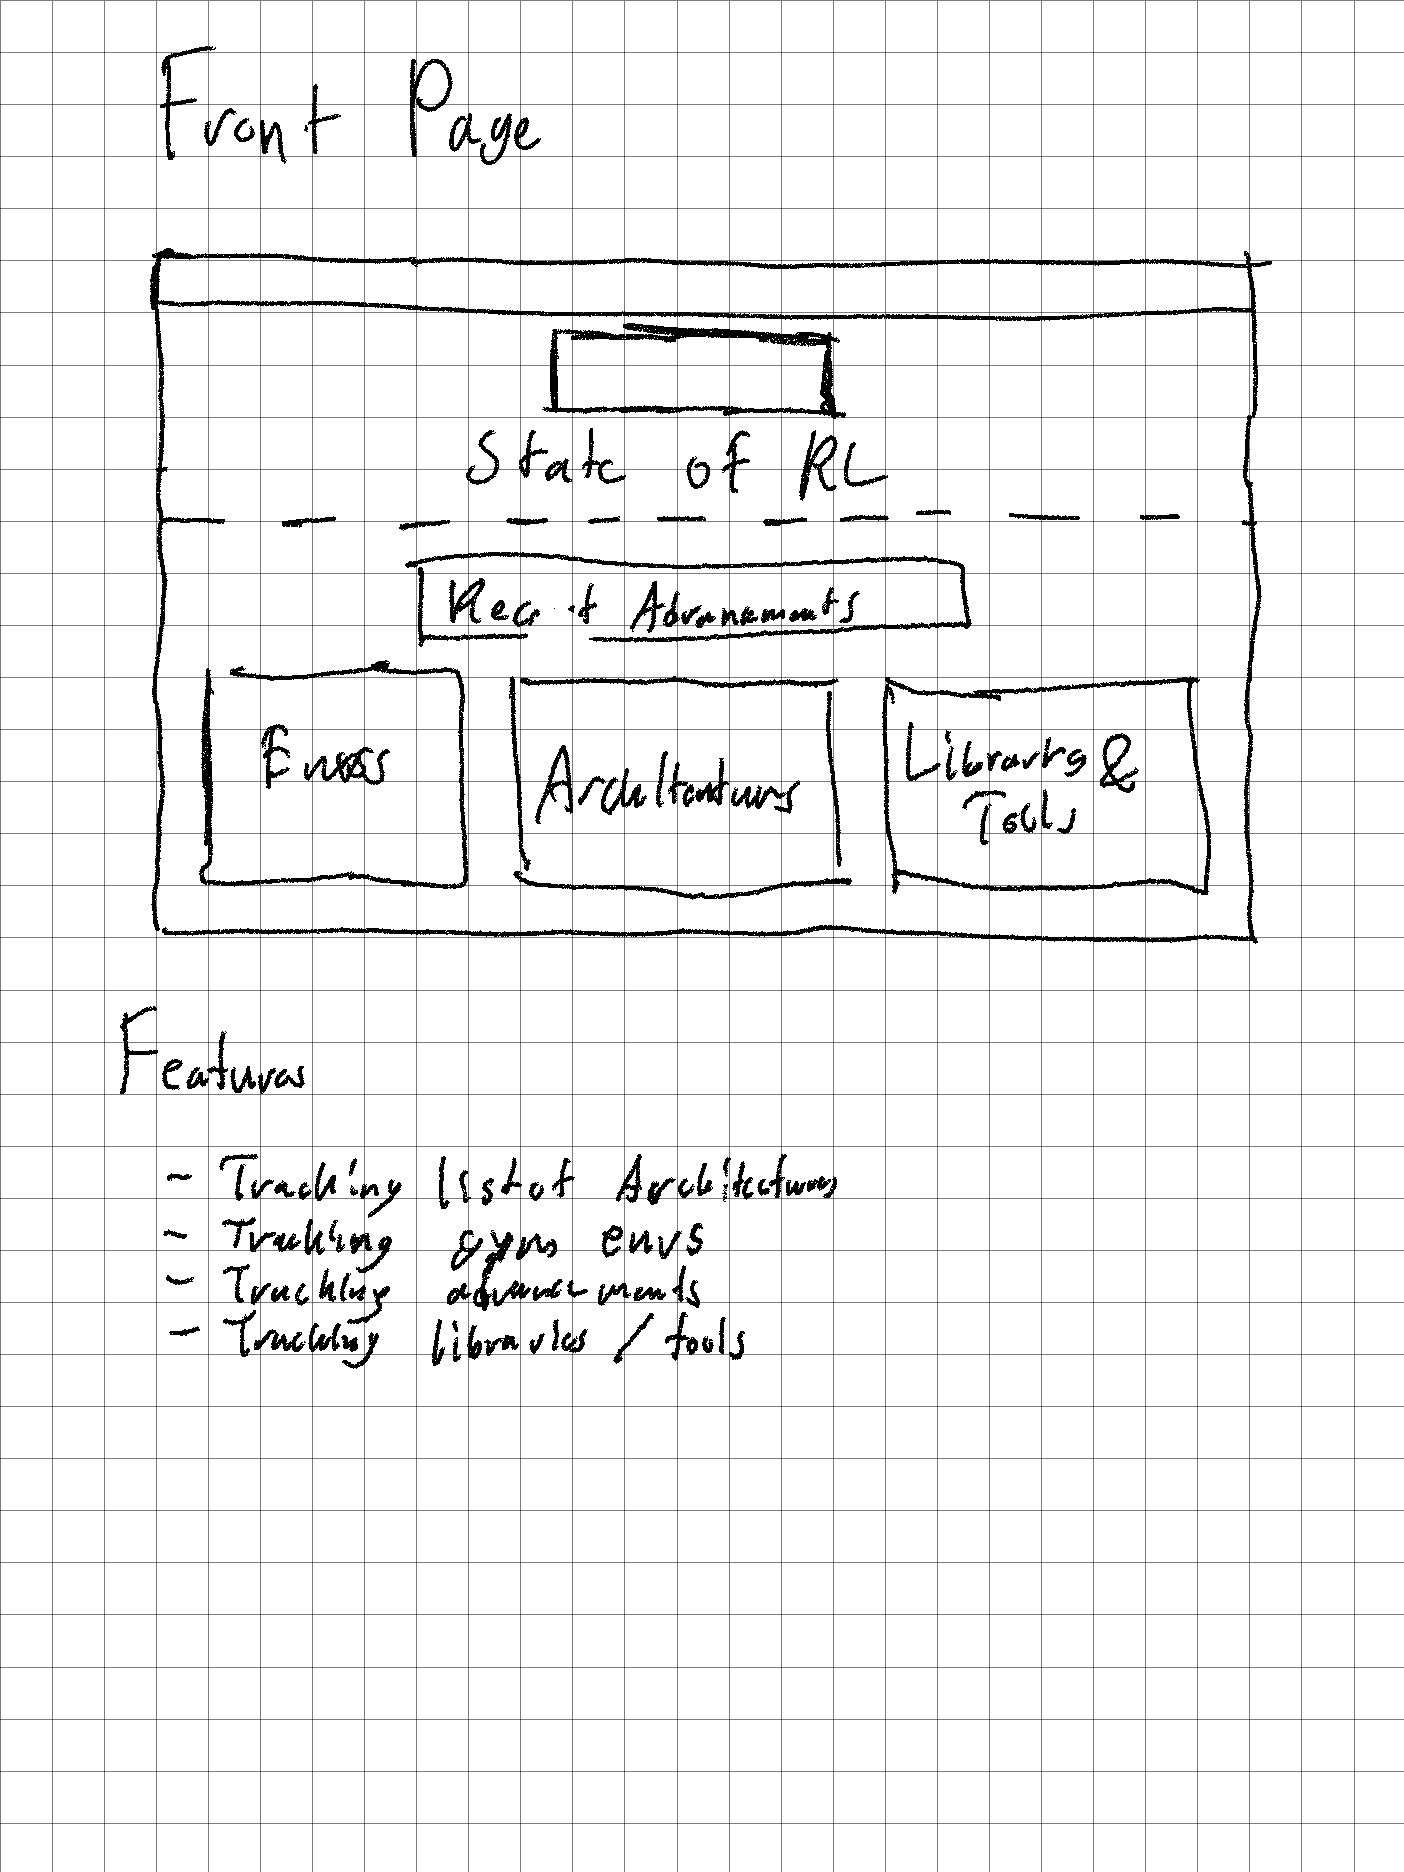 Front Page
State of RL
Recent Advancements
Envs
Architectures
Libraries &
Tools
Features
- Tracking list of Architectures
- Tracking gym envs
- Tracking advancements
- Tracking libraries / tools